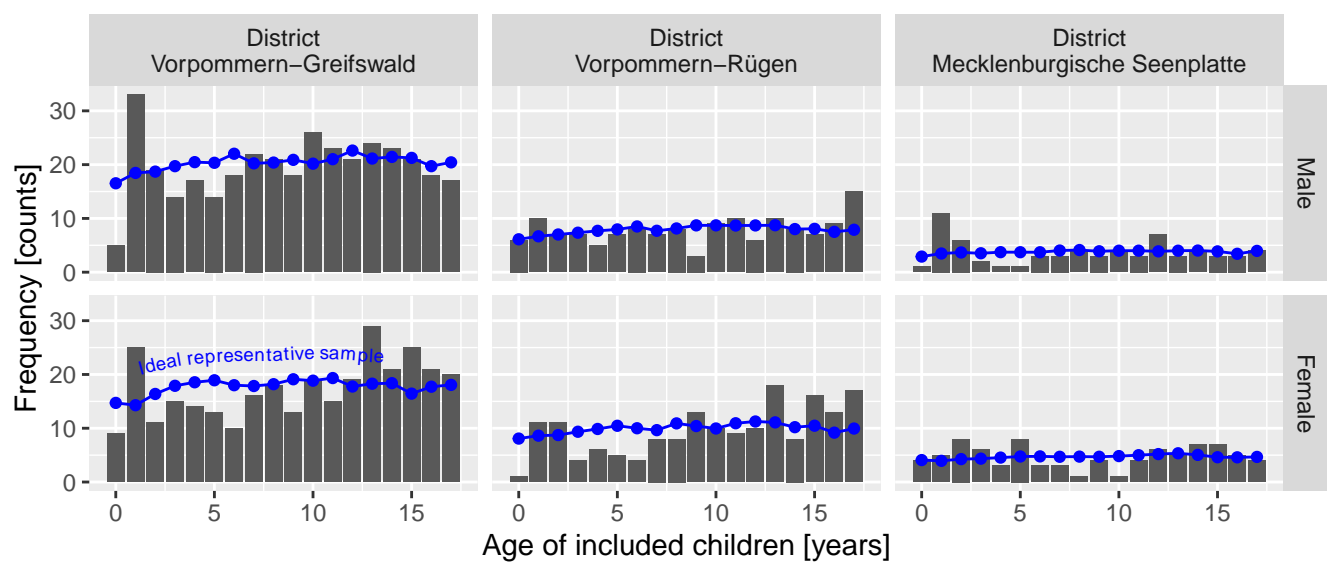 District
Vorpommern−Greifswald
District
Vorpommern−Rügen
District
Mecklenburgische Seenplatte
30
20
10
0
Male
Frequency [counts]
30
20
10
0
Ideal representative sample
Female
0 5 10 15
0 5 10 15
0 5 10 15
Age of included children [years]